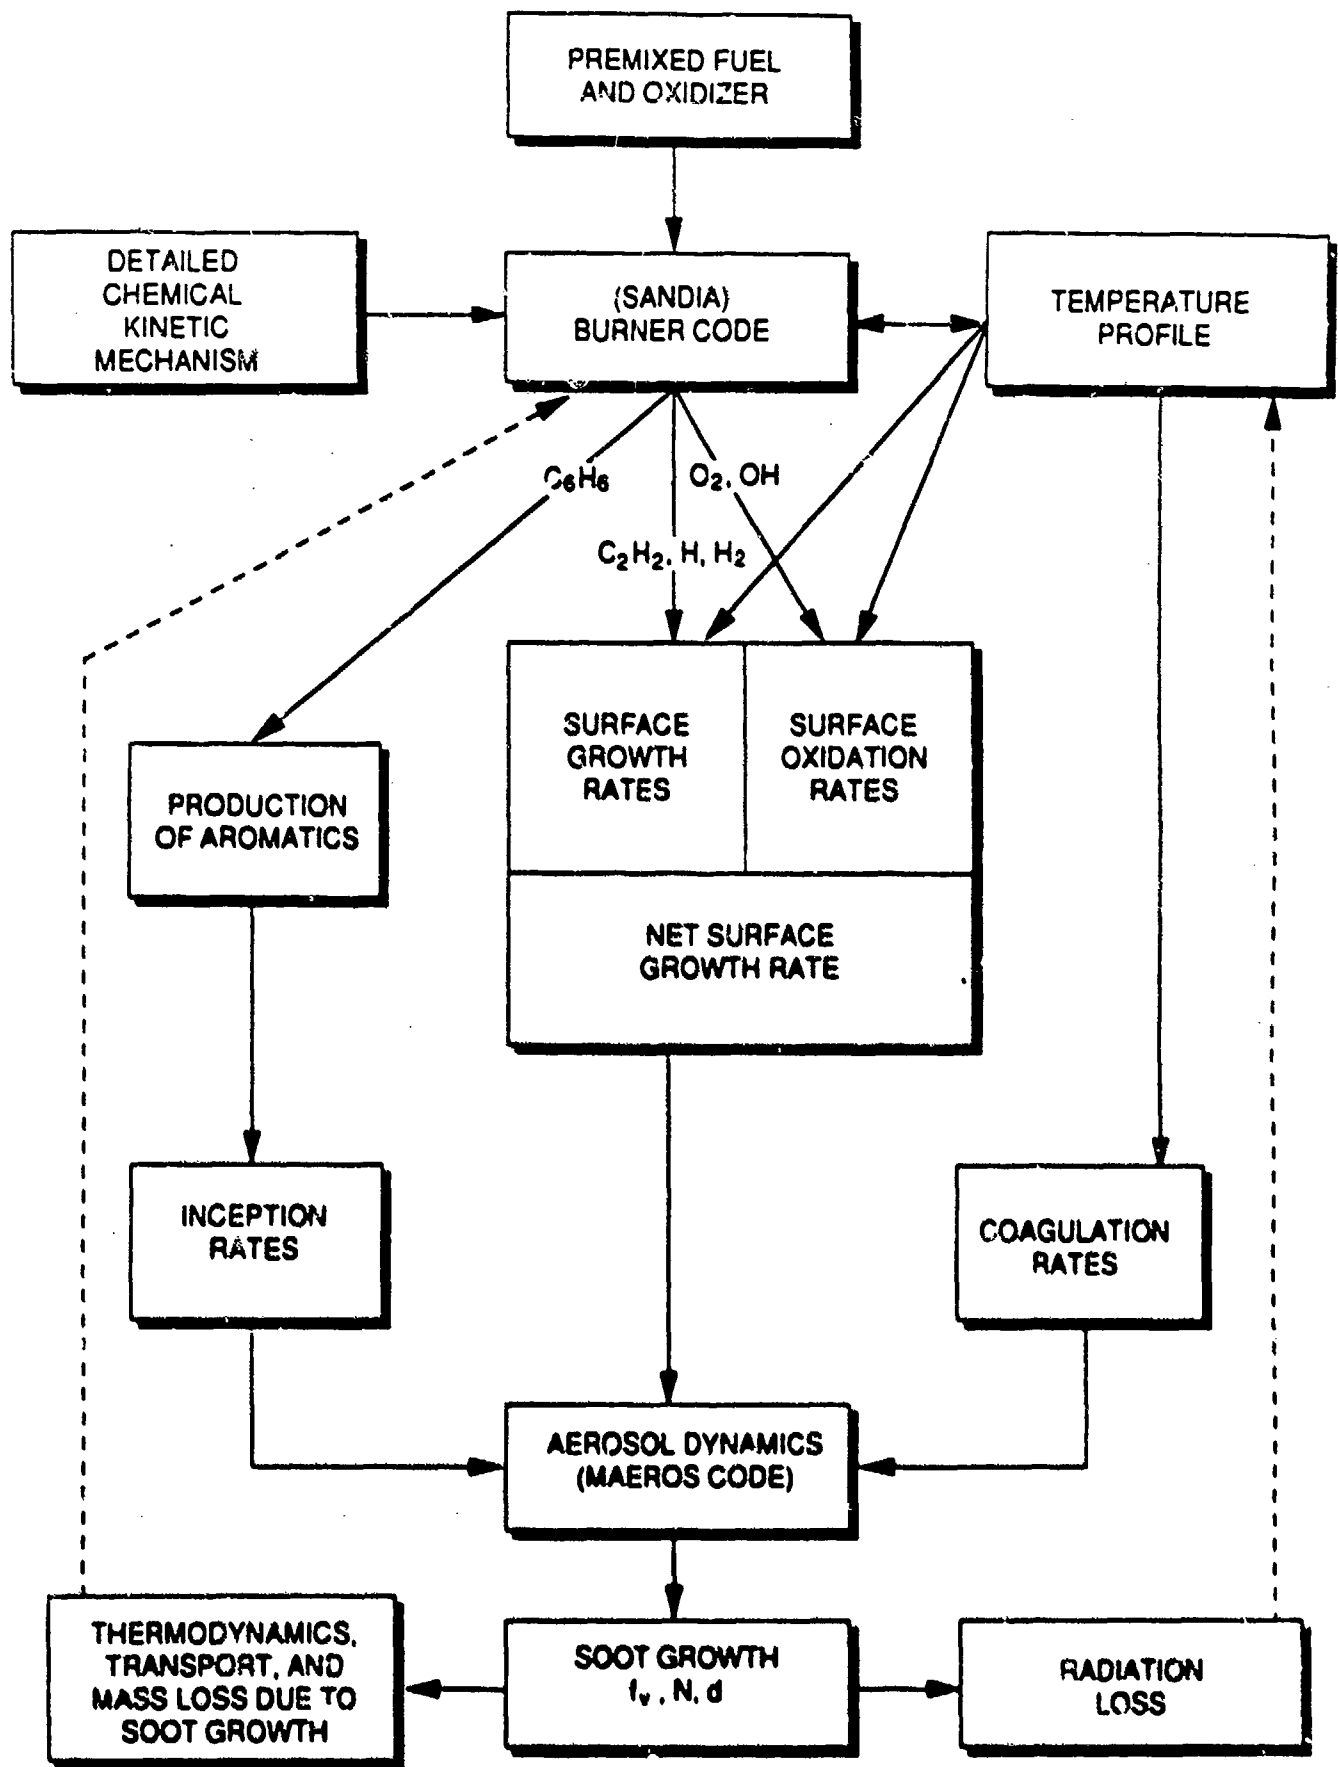 PREMIXED FUEL
AND OXIDIZER
DETAILED
CHEMICAL
KINETIC
MECHANISM
(SANDIA)
BURNER CODE
TEMPERATURE
PROFILE
C₆H₆
O₂, OH
C₂H₂, H, H₂
SURFACE
GROWTH
RATES
SURFACE
OXIDATION
RATES
PRODUCTION
OF AROMATICS
NET SURFACE
GROWTH RATE
INCEPTION
RATES
COAGULATION
RATES
AEROSOL DYNAMICS
(MAEROS CODE)
THERMODYNAMICS,
TRANSPORT, AND
MASS LOSS DUE TO
SOOT GROWTH
SOOT GROWTH
fᵥ, N, d
RADIATION
LOSS